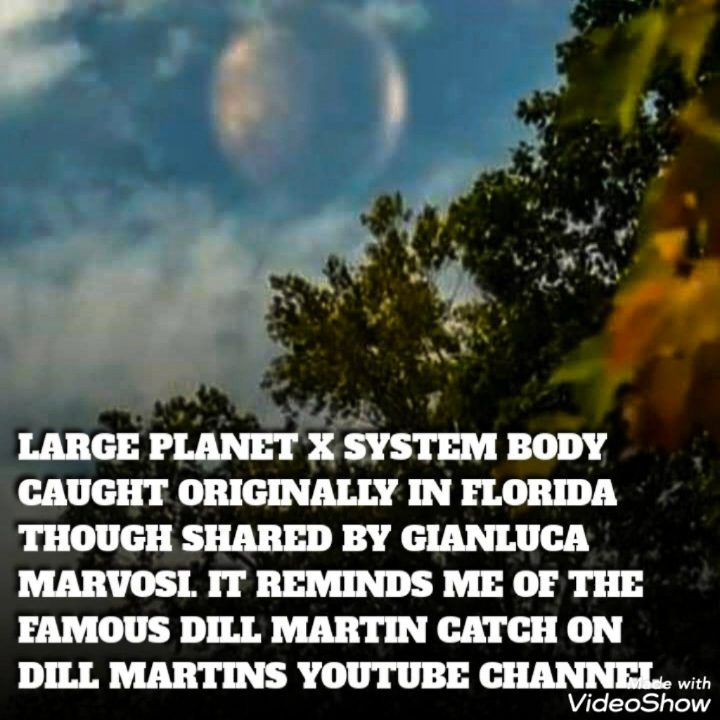 LARGE PLANET X SYSTEM BODY
CAUGHT ORIGINALLY IN FLORIDA
THOUGH SHARED BY GIANLUCA
MARVOSI. IT REMINDS ME OF THE
FAMOUS DILL MARTIN CATCH ON
DILL MARTINS YOUTUBE CHANNEL
Made with
VideoShow